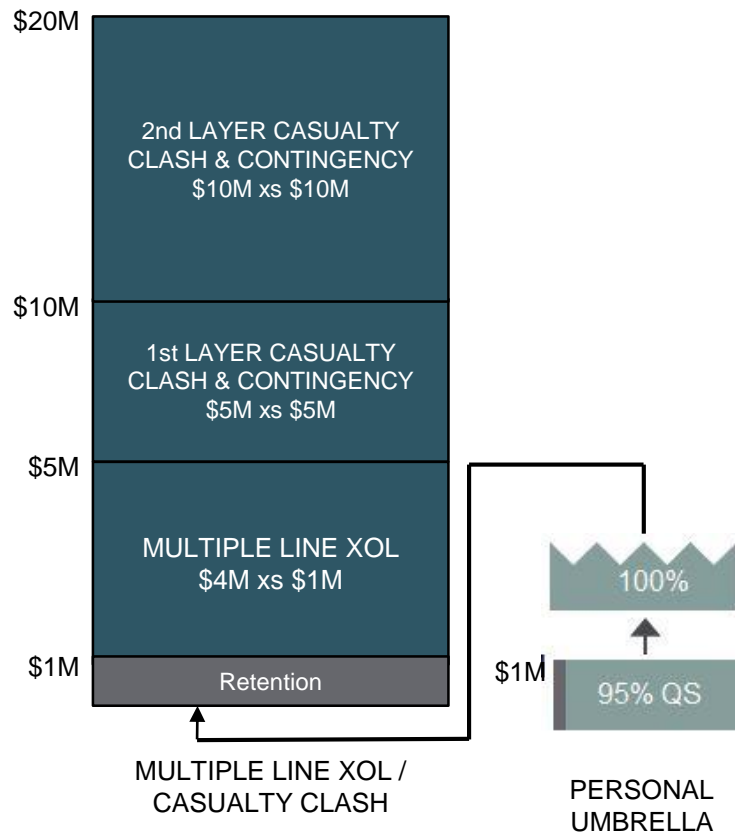 $20M
2nd LAYER CASUALTY
CLASH & CONTINGENCY
$10M xs $10M
$10M
1st LAYER CASUALTY
CLASH & CONTINGENCY
$5M xs $5M
$5M
MULTIPLE LINE XOL
$4M xs $1M
$1M
Retention
MULTIPLE LINE XOL /
CASUALTY CLASH
100%
$1M
95% QS
PERSONAL
UMBRELLA